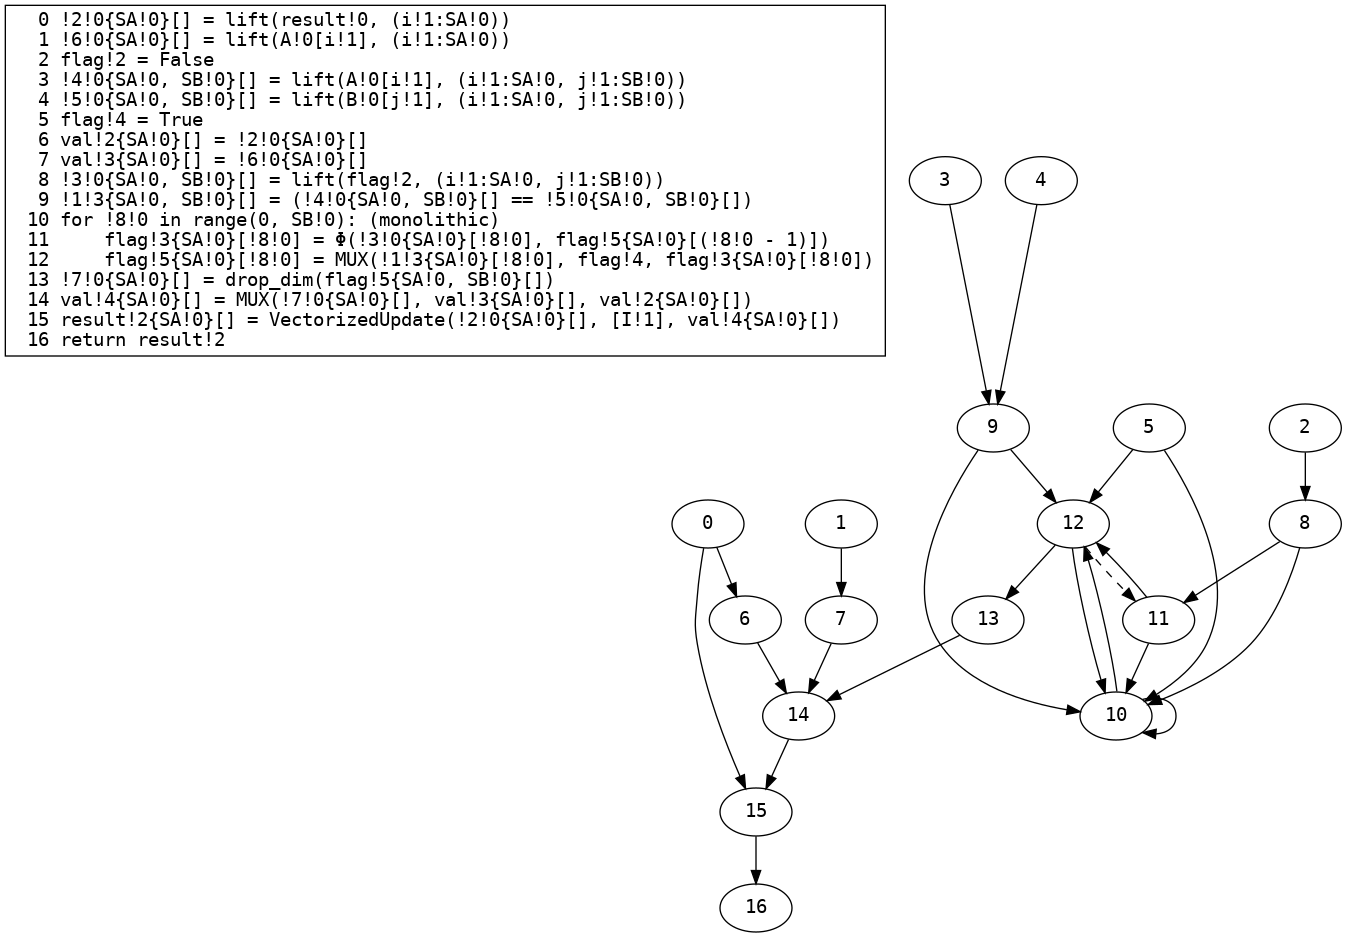 0 !2!0{SA!0}[] = lift(result!0, (i!1:SA!0))
1 !6!0{SA!0}[] = lift(A!0[i!1], (i!1:SA!0))
2 flag!2 = False
3 !4!0{SA!0, SB!0}[] = lift(A!0[i!1], (i!1:SA!0, j!1:SB!0))
4 !5!0{SA!0, SB!0}[] = lift(B!0[j!1], (i!1:SA!0, j!1:SB!0))
5 flag!4 = True
6 val!2{SA!0}[] = !2!0{SA!0}[]
7 val!3{SA!0}[] = !6!0{SA!0}[]
8 !3!0{SA!0, SB!0}[] = lift(flag!2, (i!1:SA!0, j!1:SB!0))
9 !1!3{SA!0, SB!0}[] = (!4!0{SA!0, SB!0}[] == !5!0{SA!0, SB!0}[])
10 for !8!0 in range(0, SB!0): (monolithic)
11     flag!3{SA!0}[!8!0] = Φ(!3!0{SA!0}[!8!0], flag!5{SA!0}[(!8!0 - 1)])
12     flag!5{SA!0}[!8!0] = MUX(!1!3{SA!0}[!8!0], flag!4, flag!3{SA!0}[!8!0])
13 !7!0{SA!0}[] = drop_dim(flag!5{SA!0, SB!0}[])
14 val!4{SA!0}[] = MUX(!7!0{SA!0}[], val!3{SA!0}[], val!2{SA!0}[])
15 result!2{SA!0}[] = VectorizedUpdate(!2!0{SA!0}[], [I!1], val!4{SA!0}[])
16 return result!2
3 4
9 5 2
0 1 12 8
6 7 13 11
14 10
15
16